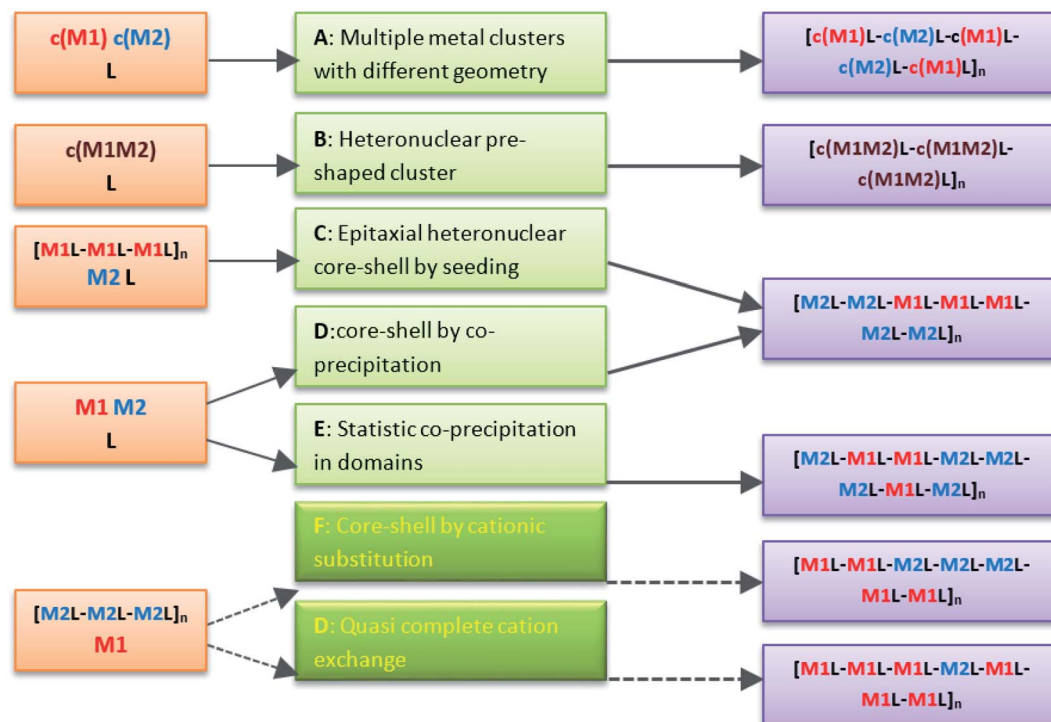 c(M1) c(M2)
L
A: Multiple metal clusters
with different geometry
[c(M1)L-c(M2)L-c(M1)L-
c(M2)L-c(M1)L]n
c(M1M2)
L
B: Heteronuclear pre-
shaped cluster
[c(M1M2)L-c(M1M2)L-
c(M1M2)L]n
[M1L-M1L-M1L]n
M2 L
C: Epitaxial heteronuclear
core-shell by seeding
[M2L-M2L-M1L-M1L-M1L-
M2L-M2L]n
M1 M2
L
D:core-shell by co-
precipitation
E: Statistic co-precipitation
in domains
[M2L-M1L-M1L-M2L-M2L-
M2L-M1L-M2L]n
[M2L-M2L-M2L]n
M1
F: Core-shell by cationic
substitution
[M1L-M1L-M2L-M2L-M2L-
M1L-M1L]n
D: Quasi complete cation
exchange
[M1L-M1L-M1L-M2L-M1L-
M1L-M1L]n